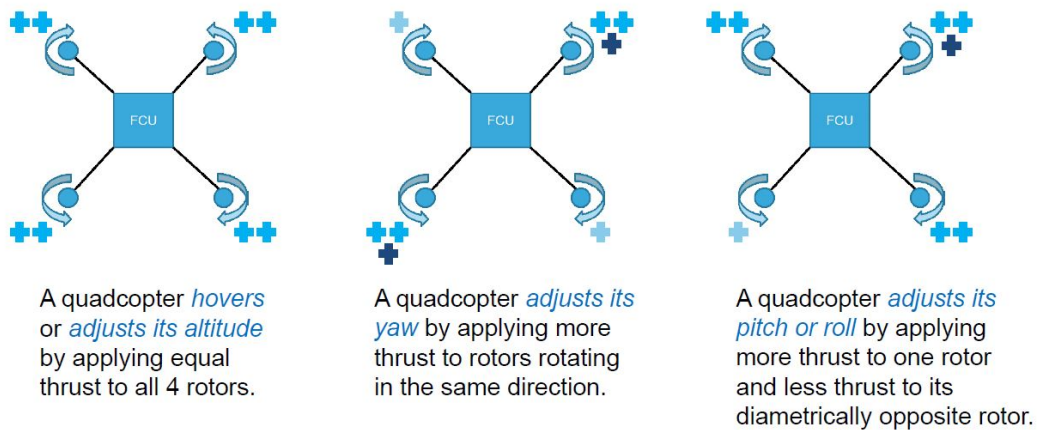 FCU
FCU
FCU
A quadcopter hovers
or adjusts its altitude
by applying equal
thrust to all 4 rotors.
A quadcopter adjusts its
yaw by applying more
thrust to rotors rotating
in the same direction.
A quadcopter adjusts its
pitch or roll by applying
more thrust to one rotor
and less thrust to its
diametrically opposite rotor.